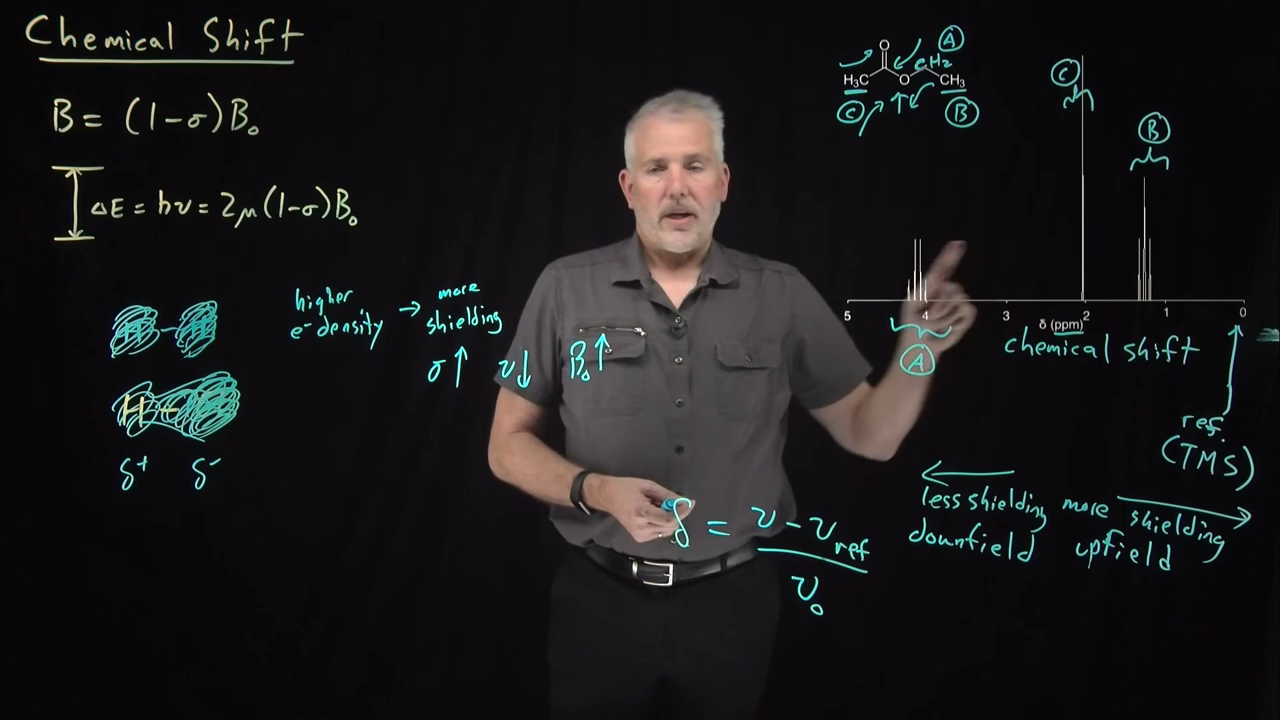 Chemical Shift
B = (1-σ)B₀
ΔE = hν = 2μ(1-σ)B₀
H-H
H-
δ⁺ δ⁻
higher
e⁻ density
→ more
shielding
σ↑ ν↓ B₀↑
δ = ν - ν ref
ν₀
O
H₃C O CH₂ CH₃
A
C B
C
B
5 4 3 2 1 0
δ (ppm)
A
chemical shift
ref.
(TMS)
less shielding
downfield
more shielding
upfield